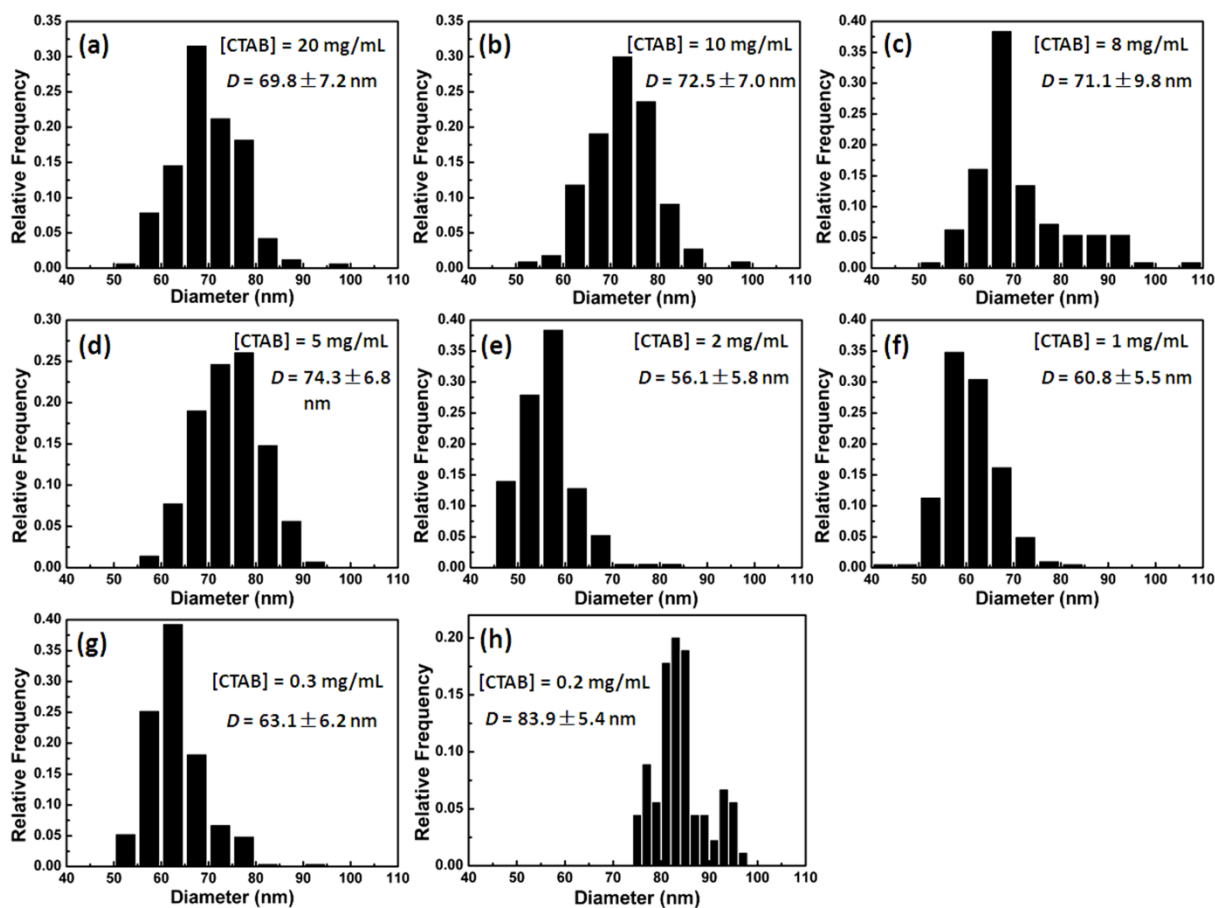 (a)
[CTAB] = 20 mg/mL
D = 69.8±7.2 nm
Relative Frequency
0.35
0.30
0.25
0.20
0.15
0.10
0.05
0.00
40 50 60 70 80 90 100 110
Diameter (nm)
(b)
[CTAB] = 10 mg/mL
D = 72.5±7.0 nm
Relative Frequency
0.35
0.30
0.25
0.20
0.15
0.10
0.05
0.00
40 50 60 70 80 90 100 110
Diameter (nm)
(c)
[CTAB] = 8 mg/mL
D = 71.1±9.8 nm
Relative Frequency
0.40
0.35
0.30
0.25
0.20
0.15
0.10
0.05
0.00
40 50 60 70 80 90 100 110
Diameter (nm)
(d)
[CTAB] = 5 mg/mL
D = 74.3±6.8
nm
Relative Frequency
0.30
0.25
0.20
0.15
0.10
0.05
0.00
40 50 60 70 80 90 100 110
Diameter (nm)
(e)
[CTAB] = 2 mg/mL
D = 56.1±5.8 nm
Relative Frequency
0.40
0.35
0.30
0.25
0.20
0.15
0.10
0.05
0.00
40 50 60 70 80 90 100 110
Diameter (nm)
(f)
[CTAB] = 1 mg/mL
D = 60.8±5.5 nm
Relative Frequency
0.40
0.35
0.30
0.25
0.20
0.15
0.10
0.05
0.00
40 50 60 70 80 90 100 110
Diameter (nm)
(g)
[CTAB] = 0.3 mg/mL
D = 63.1±6.2 nm
Relative Frequency
0.40
0.35
0.30
0.25
0.20
0.15
0.10
0.05
0.00
40 50 60 70 80 90 100 110
Diameter (nm)
(h)
[CTAB] = 0.2 mg/mL
D = 83.9±5.4 nm
Relative Frequency
0.20
0.15
0.10
0.05
0.00
40 50 60 70 80 90 100 110
Diameter (nm)